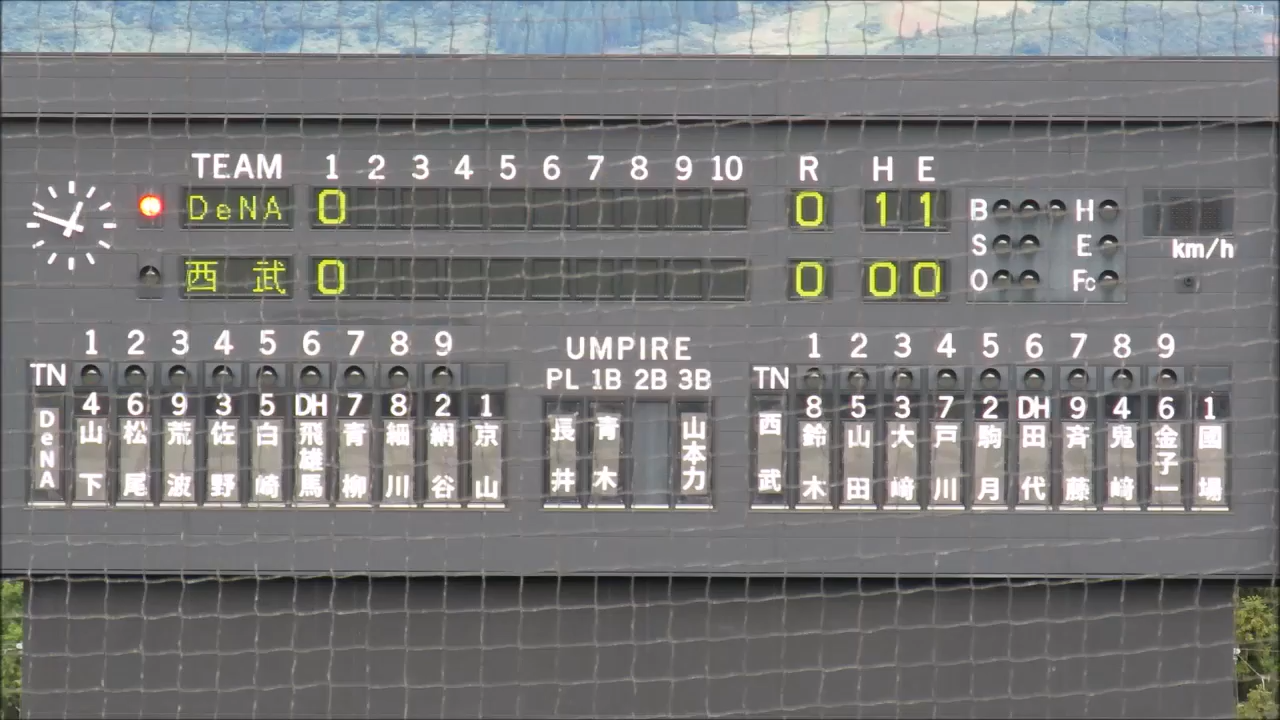 TEAM 1 2 3 4 5 6 7 8 9 10 R H E
DeNA 0 0 1 1
B H
S E
km/h
西武 0 0 0 0
O Fc
1 2 3 4 5 6 7 8 9
TN
4 6 9 3 5 DH 7 8 2 1
DeNA 山下 松尾 荒波 佐野 白崎 飛雄馬 青柳 細川 網谷 京山
UMPIRE
PL 1B 2B 3B
長井 青木 山本力
1 2 3 4 5 6 7 8 9
TN
8 5 3 7 2 DH 9 4 6 1
西武 鈴木 山田 大﨑 戸川 駒月 田代 斉藤 鬼﨑 金子一 國場